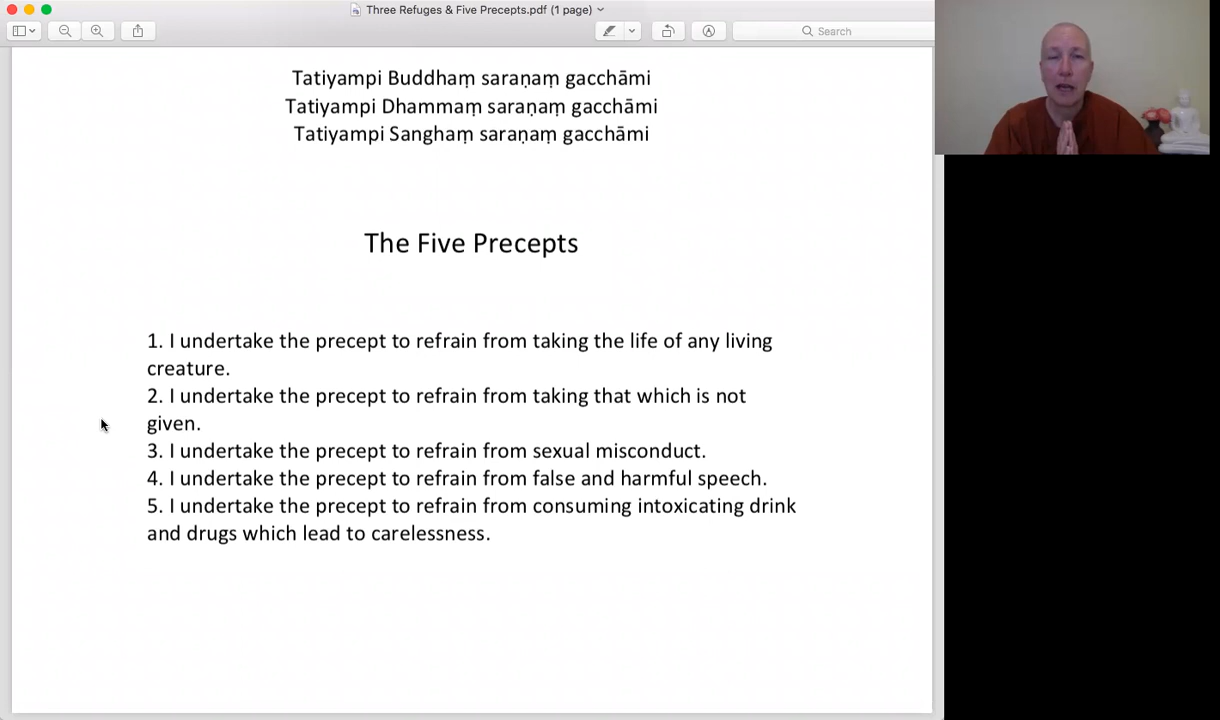 Three Refuges & Five Precepts.pdf (1 page)
Search
Tatiyampi Buddhaṃ saraṇaṃ gacchāmi
Tatiyampi Dhammaṃ saraṇaṃ gacchāmi
Tatiyampi Sanghaṃ saraṇaṃ gacchāmi
The Five Precepts
1. I undertake the precept to refrain from taking the life of any living
creature.
2. I undertake the precept to refrain from taking that which is not
given.
3. I undertake the precept to refrain from sexual misconduct.
4. I undertake the precept to refrain from false and harmful speech.
5. I undertake the precept to refrain from consuming intoxicating drink
and drugs which lead to carelessness.